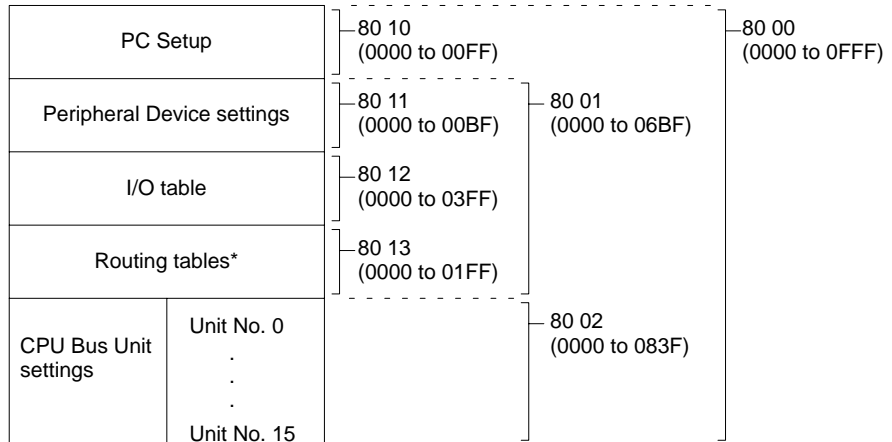 PC Setup
80 10
(0000 to 00FF)
80 00
(0000 to 0FFF)
Peripheral Device settings
80 11
(0000 to 00BF)
80 01
(0000 to 06BF)
I/O table
80 12
(0000 to 03FF)
Routing tables*
80 13
(0000 to 01FF)
CPU Bus Unit
settings
Unit No. 0
.
.
.
Unit No. 15
80 02
(0000 to 083F)